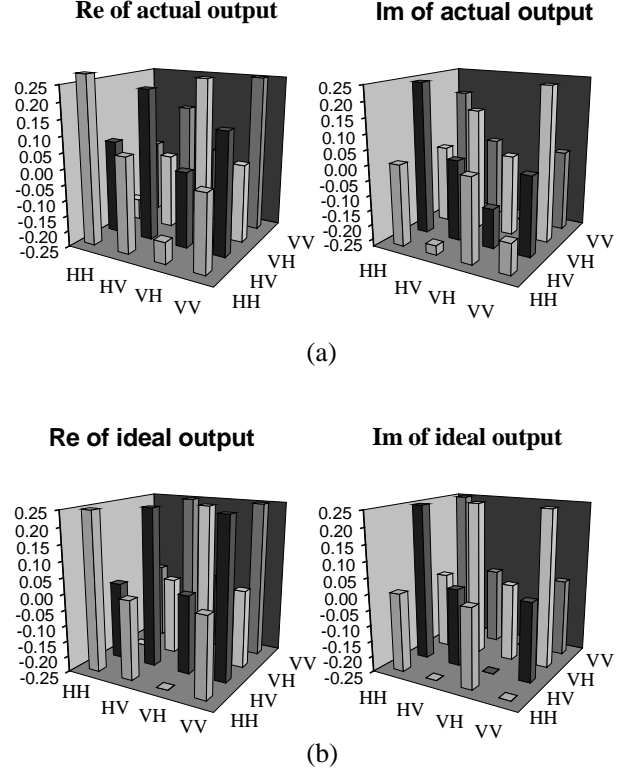 Re of actual output
Im of actual output
0.25
0.20
0.15
0.10
0.05
0.00
-0.05
-0.10
-0.15
-0.20
-0.25
HH
HV
VH
VV
HH
HV
VH
VV
0.25
0.20
0.15
0.10
0.05
0.00
-0.05
-0.10
-0.15
-0.20
-0.25
HH
HV
VH
VV
HH
HV
VH
VV
(a)
Re of ideal output
Im of ideal output
0.25
0.20
0.15
0.10
0.05
0.00
-0.05
-0.10
-0.15
-0.20
-0.25
HH
HV
VH
VV
HH
HV
VH
VV
0.25
0.20
0.15
0.10
0.05
0.00
-0.05
-0.10
-0.15
-0.20
-0.25
HH
HV
VH
VV
HH
HV
VH
VV
(b)